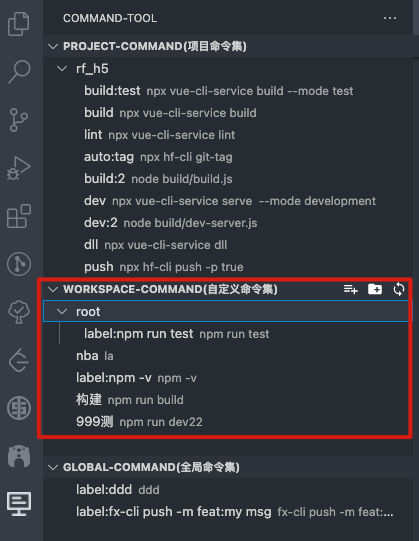 COMMAND-TOOL
PROJECT-COMMAND(项目命令集)
rf_h5
build:test npx vue-cli-service build --mode test
build npx vue-cli-service build
lint npx vue-cli-service lint
auto:tag npx hf-cli git-tag
build:2 node build/build.js
dev npx vue-cli-service serve --mode development
dev:2 node build/dev-server.js
dll npx vue-cli-service dll
push npx hf-cli push -p true
WORKSPACE-COMMAND(自定义命令集)
root
label:npm run test npm run test
nba la
label:npm -v npm -v
构建 npm run build
999测 npm run dev22
GLOBAL-COMMAND(全局命令集)
label:ddd ddd
label:fx-cli push -m feat:my msg fx-cli push -m feat:...